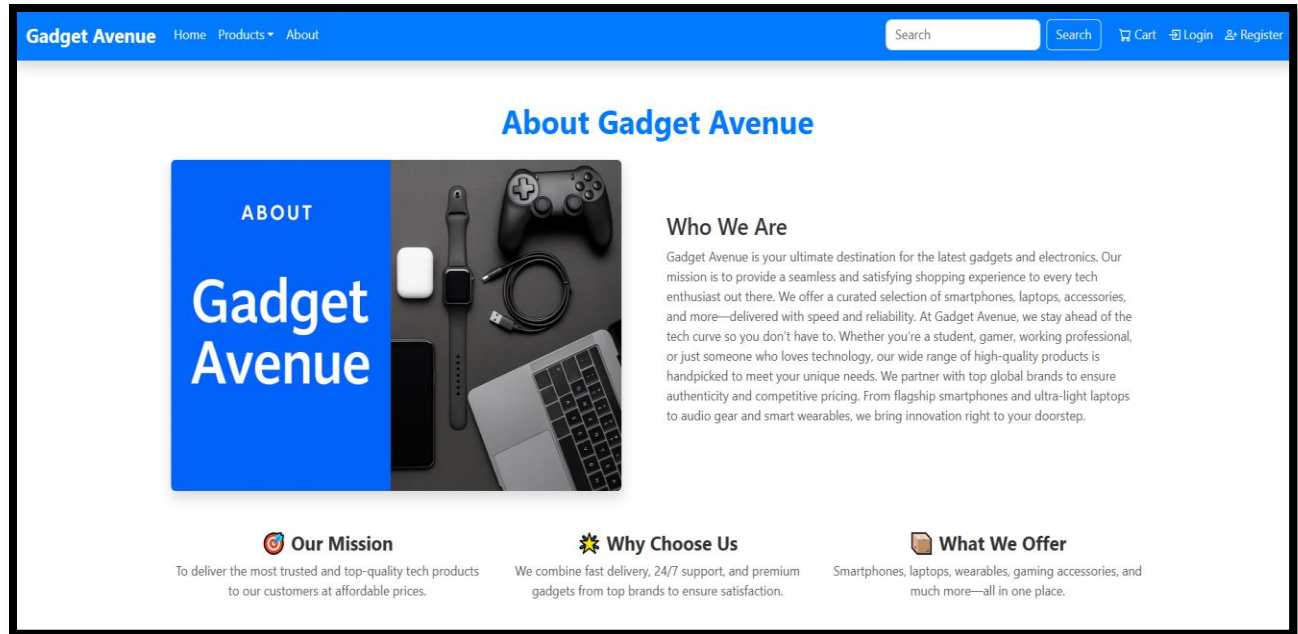 Gadget Avenue Home Products About Search Search Cart Login Register
About Gadget Avenue
ABOUT
Gadget
Avenue
Who We Are
Gadget Avenue is your ultimate destination for the latest gadgets and electronics. Our
mission is to provide a seamless and satisfying shopping experience to every tech
enthusiast out there. We offer a curated selection of smartphones, laptops, accessories,
and more—delivered with speed and reliability. At Gadget Avenue, we stay ahead of the
tech curve so you don't have to. Whether you're a student, gamer, working professional,
or just someone who loves technology, our wide range of high-quality products is
handpicked to meet your unique needs. We partner with top global brands to ensure
authenticity and competitive pricing. From flagship smartphones and ultra-light laptops
to audio gear and smart wearables, we bring innovation right to your doorstep.
Our Mission
To deliver the most trusted and top-quality tech products
to our customers at affordable prices.
Why Choose Us
We combine fast delivery, 24/7 support, and premium
gadgets from top brands to ensure satisfaction.
What We Offer
Smartphones, laptops, wearables, gaming accessories, and
much more—all in one place.